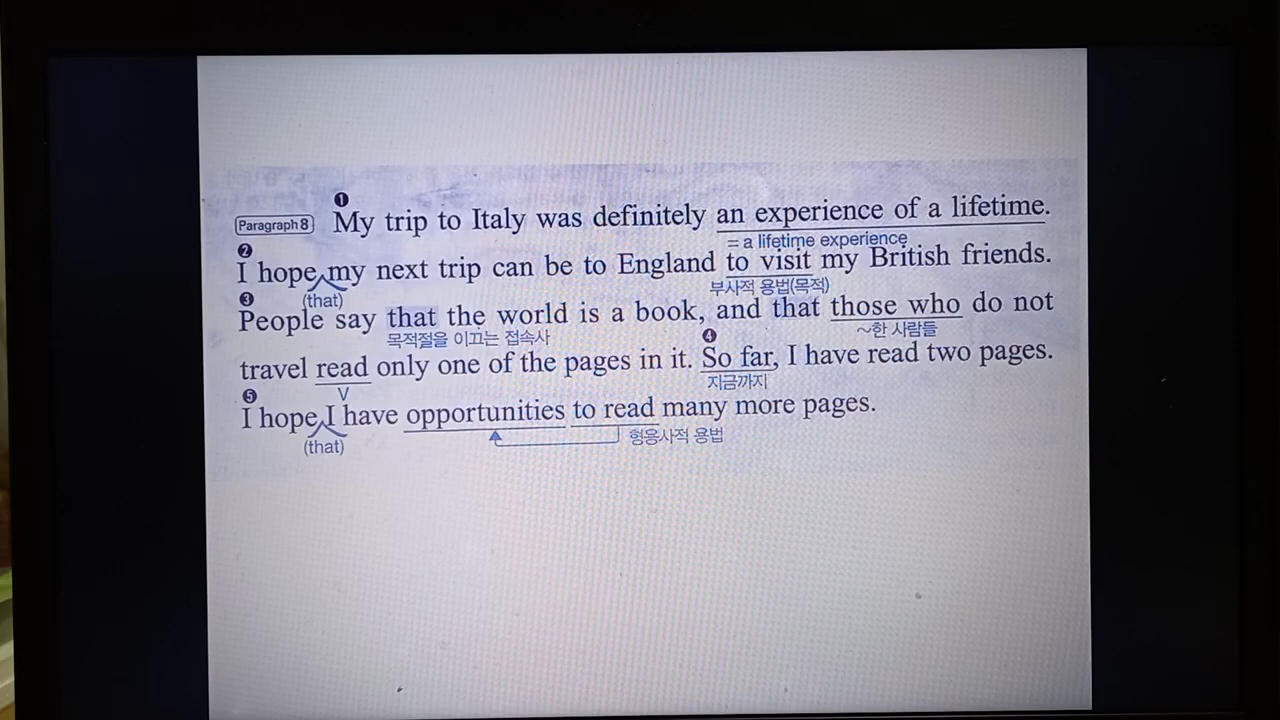 ❶
Paragraph 8 My trip to Italy was definitely an experience of a lifetime.
❷ = a lifetime experience
I hope my next trip can be to England to visit my British friends.
❸ (that) 부사적 용법(목적)
People say that the world is a book, and that those who do not
목적절을 이끄는 접속사 ❹ ~한 사람들
travel read only one of the pages in it. So far, I have read two pages.
❺ V 지금까지
I hope I have opportunities to read many more pages.
(that) 형용사적 용법